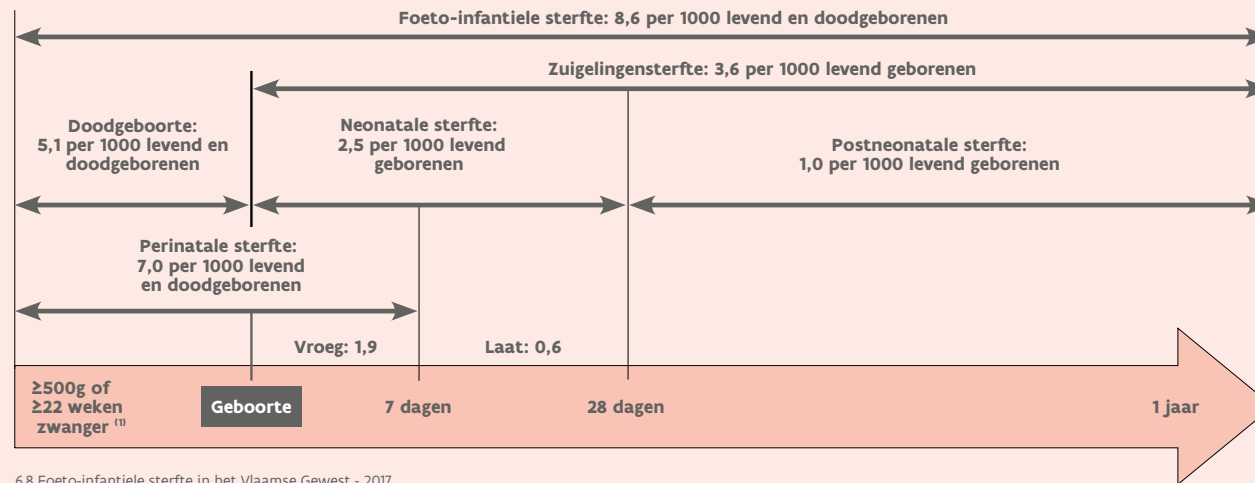 Foeto-infantiele sterfte: 8,6 per 1000 levend en doodgeborenen
Zuigelingensterfte: 3,6 per 1000 levend geborenen
Doodgeboorte:
5,1 per 1000 levend en
doodgeborenen
Neonatale sterfte:
2,5 per 1000 levend
geborenen
Postneonatale sterfte:
1,0 per 1000 levend geborenen
Perinatale sterfte:
7,0 per 1000 levend
en doodgeborenen
Vroeg: 1,9
Laat: 0,6
≥500g of
≥22 weken
zwanger (1)
Geboorte
7 dagen
28 dagen
1 jaar
6.8 Foeto-infantiele sterfte in het Vlaamse Gewest - 2017